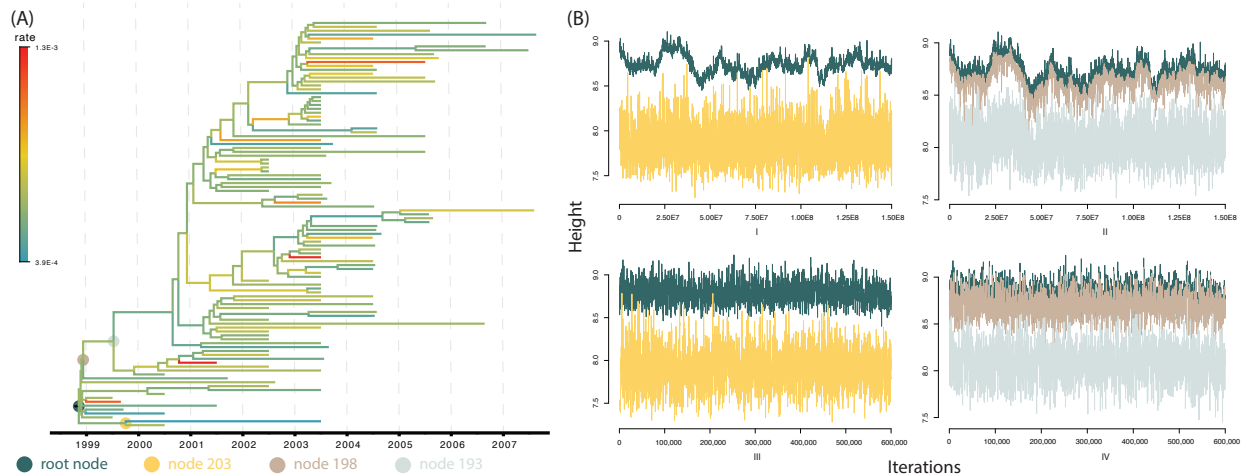 (A)
rate
1.3E-3
3.9E-4
1999 2000 2001 2002 2003 2004 2005 2006 2007
root node node 203 node 198 node 193
(B)
Height
9.0
8.5
8.0
7.5
0 2.50E7 5.00E7 7.50E7 1.00E8 1.25E8 1.50E8
I
9.0
8.5
8.0
7.5
0 2.50E7 5.00E7 7.50E7 1.00E8 1.25E8 1.50E8
II
9.0
8.5
8.0
7.5
0 100,000 200,000 300,000 400,000 500,000 600,000
III
9.0
8.5
8.0
7.5
0 100,000 200,000 300,000 400,000 500,000 600,000
IV
Iterations